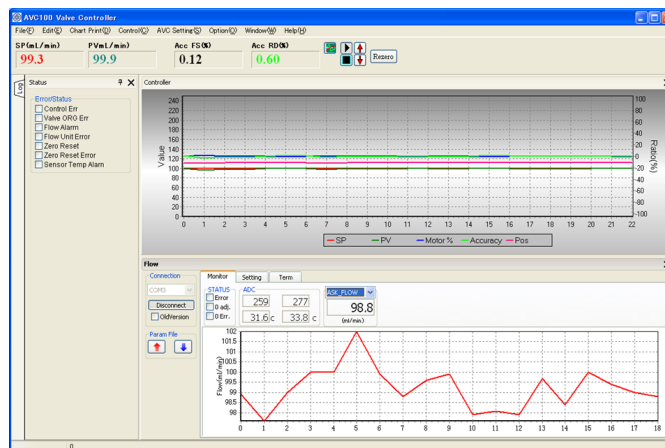 AVC100 Valve Controller
File(F) Edit(E) Chart Print(D) Control(C) AVC Setting(S) Option(O) Window(W) Help(H)
SP(mL/min) PVmL/min) Acc FS(%) Acc RD(%)
99.3 99.9 0.12 0.60 Rezero
Log
Status
Error/Status
Control Err
Valve ORG Err
Flow Alarm
Flow Unit Error
Zero Reset
Zero Reset Error
Sensor Temp Alarm
Controller
Value
240
220
200
180
160
140
120
100
80
60
40
20
0
Ratio(%)
100
80
60
40
20
0
-20
-40
-60
-80
-100
0 1 2 3 4 5 6 7 8 9 10 11 12 13 14 15 16 17 18 19 20 21 22
SP PV Motor % Accuracy Pos
Flow
Connection
COM3
Disconnect
OldVersion
Param File
Monitor Setting Term
STATUS
Error
0 adj.
0 Err.
ADC
259 277
31.6 c 33.8 c
ASK_FLOW
98.8
(ml/min)
Flow(ml/min)
102
101.5
101
100.5
100
99.5
99
98.5
98
0 1 2 3 4 5 6 7 8 9 10 11 12 13 14 15 16 17 18
0